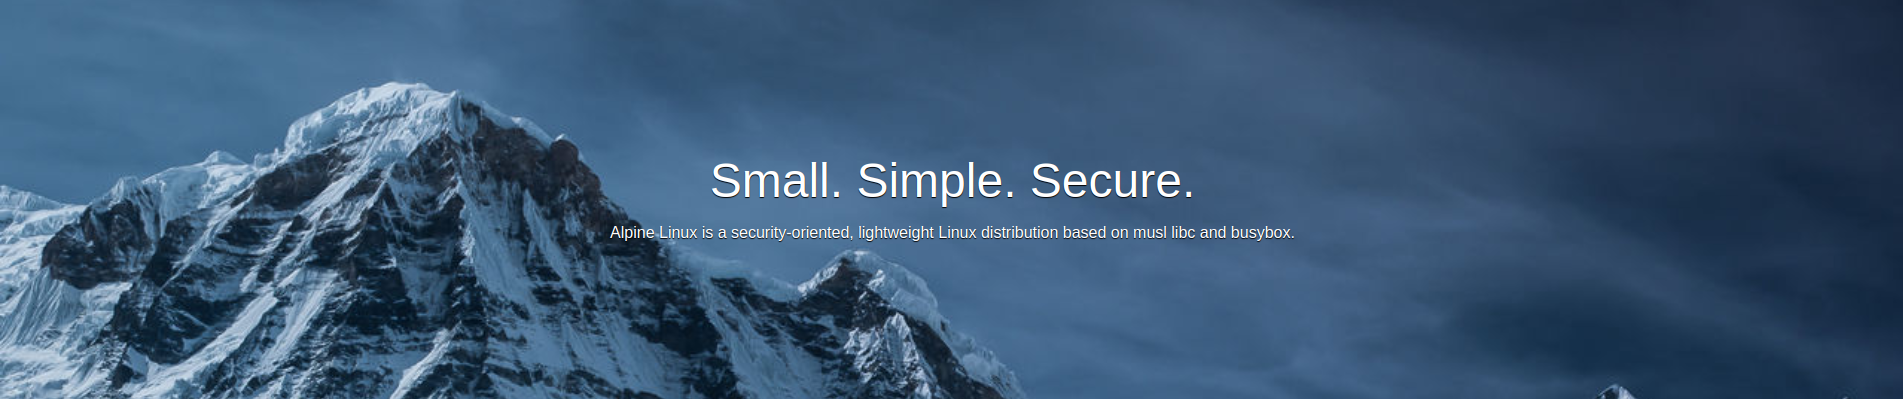 Small. Simple. Secure.
Alpine Linux is a security-oriented, lightweight Linux distribution based on musl libc and busybox.